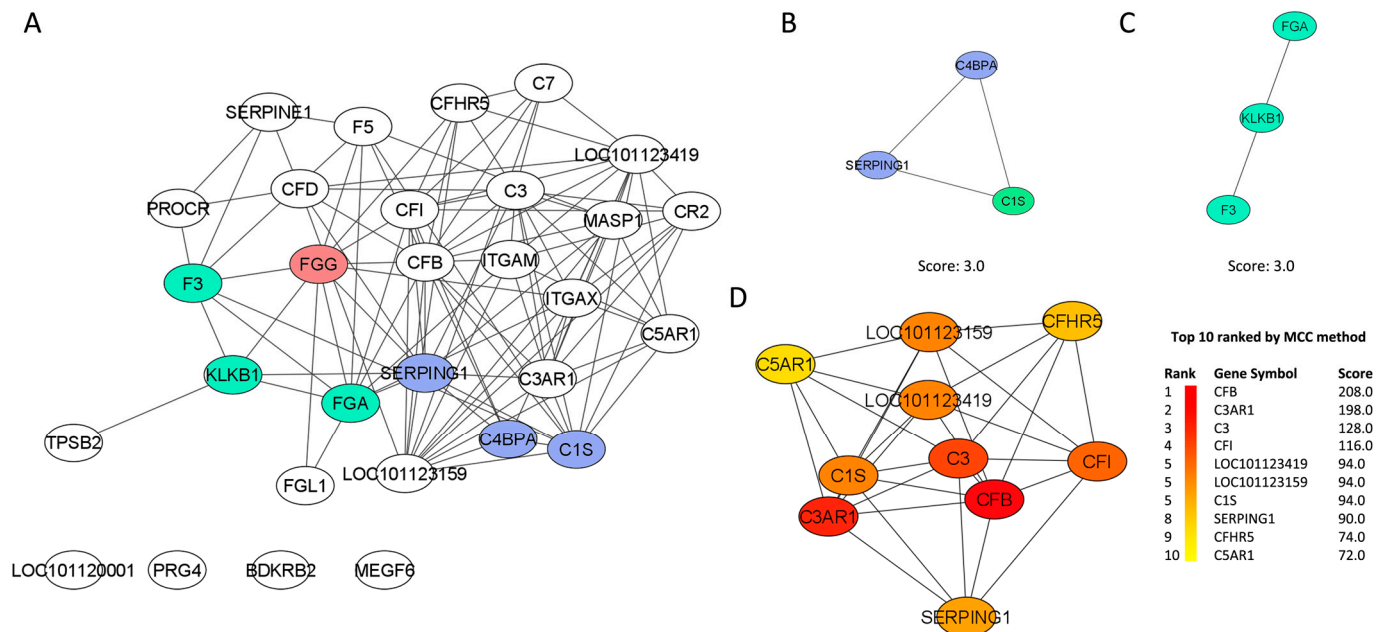 A
B
C
C7
CFHR5
SERPINE1
F5
LOC101123419
CFD
C3
PROCR
CFI
MASP1
CR2
FGG
CFB
ITGAM
F3
ITGAX
C5AR1
KLKB1
SERPING1
C3AR1
FGA
TPSB2
C4BPA
C1S
LOC101123159
FGL1
LOC101120001
PRG4
BDKRB2
MEGF6
C4BPA
SERPING1
C1S
Score: 3.0
FGA
KLKB1
F3
Score: 3.0
D
LOC101123159
CFHR5
C5AR1
LOC101123419
C3
CFI
C1S
CFB
C3AR1
SERPING1
Top 10 ranked by MCC method
Rank Gene Symbol Score
1 CFB 208.0
2 C3AR1 198.0
3 C3 128.0
4 CFI 116.0
5 LOC101123419 94.0
5 LOC101123159 94.0
5 C1S 94.0
8 SERPING1 90.0
9 CFHR5 74.0
10 C5AR1 72.0